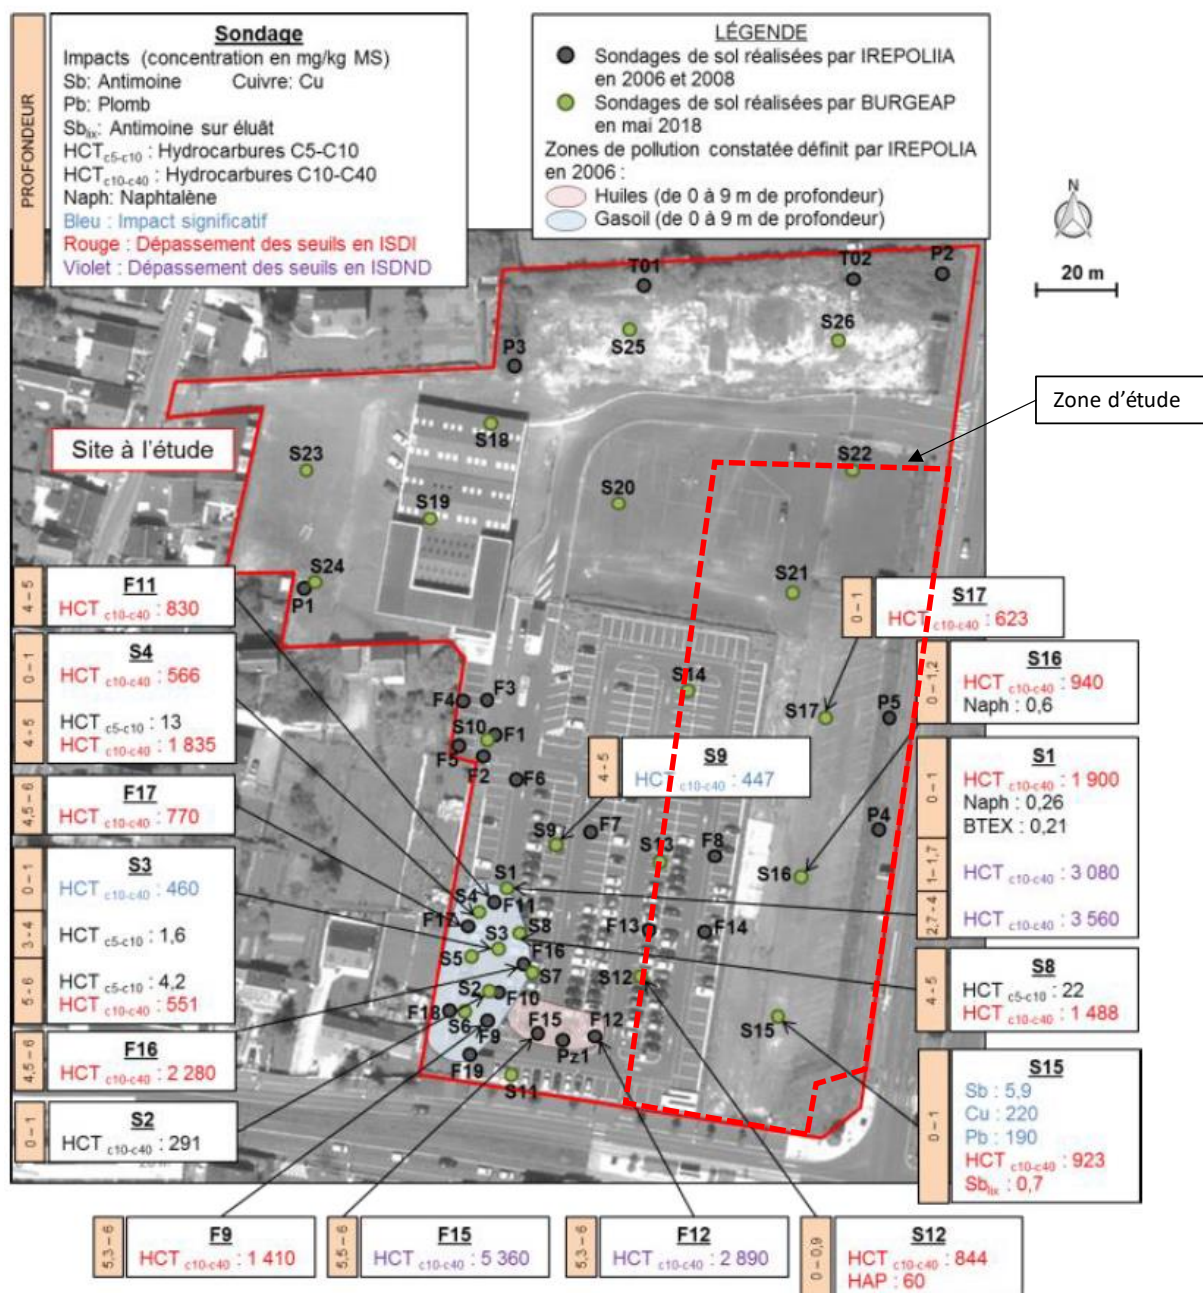 PROFONDEUR
Sondage
Impacts (concentration en mg/kg MS)
Sb: Antimoine Cuivre: Cu
Pb: Plomb
Sblix: Antimoine sur éluât
HCTc5-c10 : Hydrocarbures C5-C10
HCTc10-c40 : Hydrocarbures C10-C40
Naph: Naphtalène
Bleu : Impact significatif
Rouge : Dépassement des seuils en ISDI
Violet : Dépassement des seuils en ISDND
LÉGENDE
Sondages de sol réalisées par IREPOLIIA
en 2006 et 2008
Sondages de sol réalisées par BURGEAP
en mai 2018
Zones de pollution constatée définit par IREPOLIA
en 2006 :
Huiles (de 0 à 9 m de profondeur)
Gasoil (de 0 à 9 m de profondeur)
N
20 m
T01
T02
P2
S25
S26
P3
Zone d'étude
Site à l'étude
S18
S23
S22
S19
S20
S24
P1
S21
4 – 5
F11
HCT c10-c40 : 830
0 – 1
S17
HCT c10-c40 : 623
S4
0 – 1
HCT c10-c40 : 566
4 - 5
HCT c5-c10 : 13
HCT c10-c40 : 1 835
0 – 1,2
S16
HCT c10-c40 : 940
Naph : 0,6
S14
F4
F3
S17
P5
S10
F1
F5
F2
F6
4 - 5
S9
HCT c10-c40 : 447
S1
0 – 1
HCT c10-c40 : 1 900
Naph : 0,26
BTEX : 0,21
1 – 1,7
HCT c10-c40 : 3 080
2,7 - 4
HCT c10-c40 : 3 560
4,5 – 6
F17
HCT c10-c40 : 770
S9
F7
P4
S13
F8
S16
S1
S4
F11
F17
S8
F13
F14
S3
F16
S5
S7
S12
S2
F10
F18
S6
F9
F15
F12
Pz1
S15
F19
S11
S3
0 – 1
HCT c10-c40 : 460
3 - 4
HCT c5-c10 : 1,6
5 - 6
HCT c5-c10 : 4,2
HCT c10-c40 : 551
4 - 5
S8
HCT c5-c10 : 22
HCT c10-c40 : 1 488
4,5 – 6
F16
HCT c10-c40 : 2 280
0 – 1
S2
HCT c10-c40 : 291
0 – 1
S15
Sb : 5,9
Cu : 220
Pb : 190
HCT c10-c40 : 923
Sblix : 0,7
5,3 – 6
F9
HCT c10-c40 : 1 410
5,5 – 6
F15
HCT c10-c40 : 5 360
5,3 – 6
F12
HCT c10-c40 : 2 890
0 – 0,9
S12
HCT c10-c40 : 844
HAP : 60